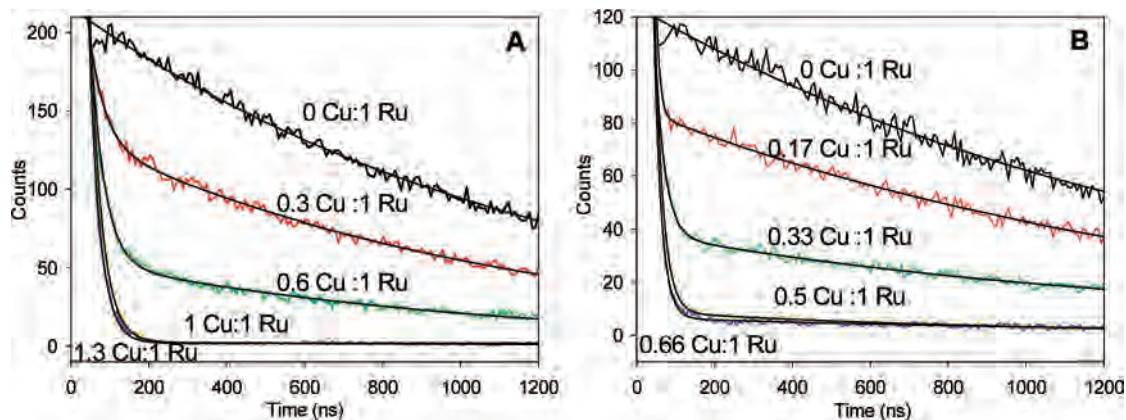 A
200
150
100
50
0
Counts
0 Cu:1 Ru
0.3 Cu :1 Ru
0.6 Cu :1 Ru
1 Cu:1 Ru
1.3 Cu:1 Ru
0 200 400 600 800 1000 1200
Time (ns)
B
120
100
80
60
40
20
0
Counts
0 Cu :1 Ru
0.17 Cu :1 Ru
0.33 Cu :1 Ru
0.5 Cu :1 Ru
0.66 Cu:1 Ru
0 200 400 600 800 1000 1200
Time (ns)